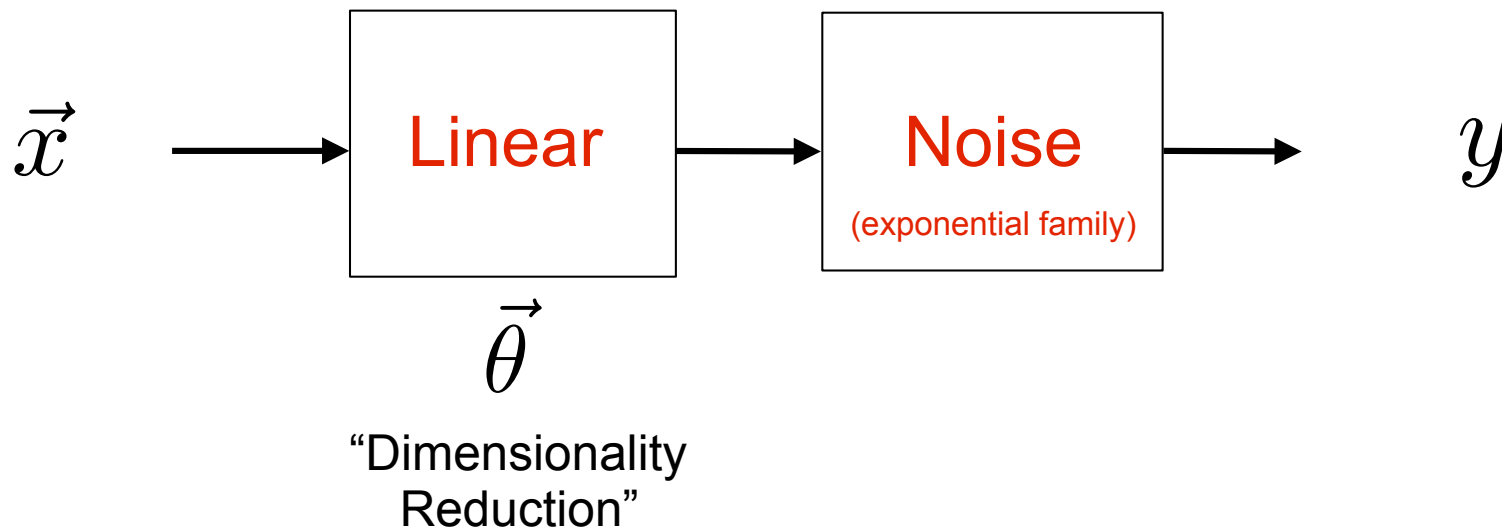 x⃗
Linear
Noise
(exponential family)
y
θ⃗
“Dimensionality
Reduction”